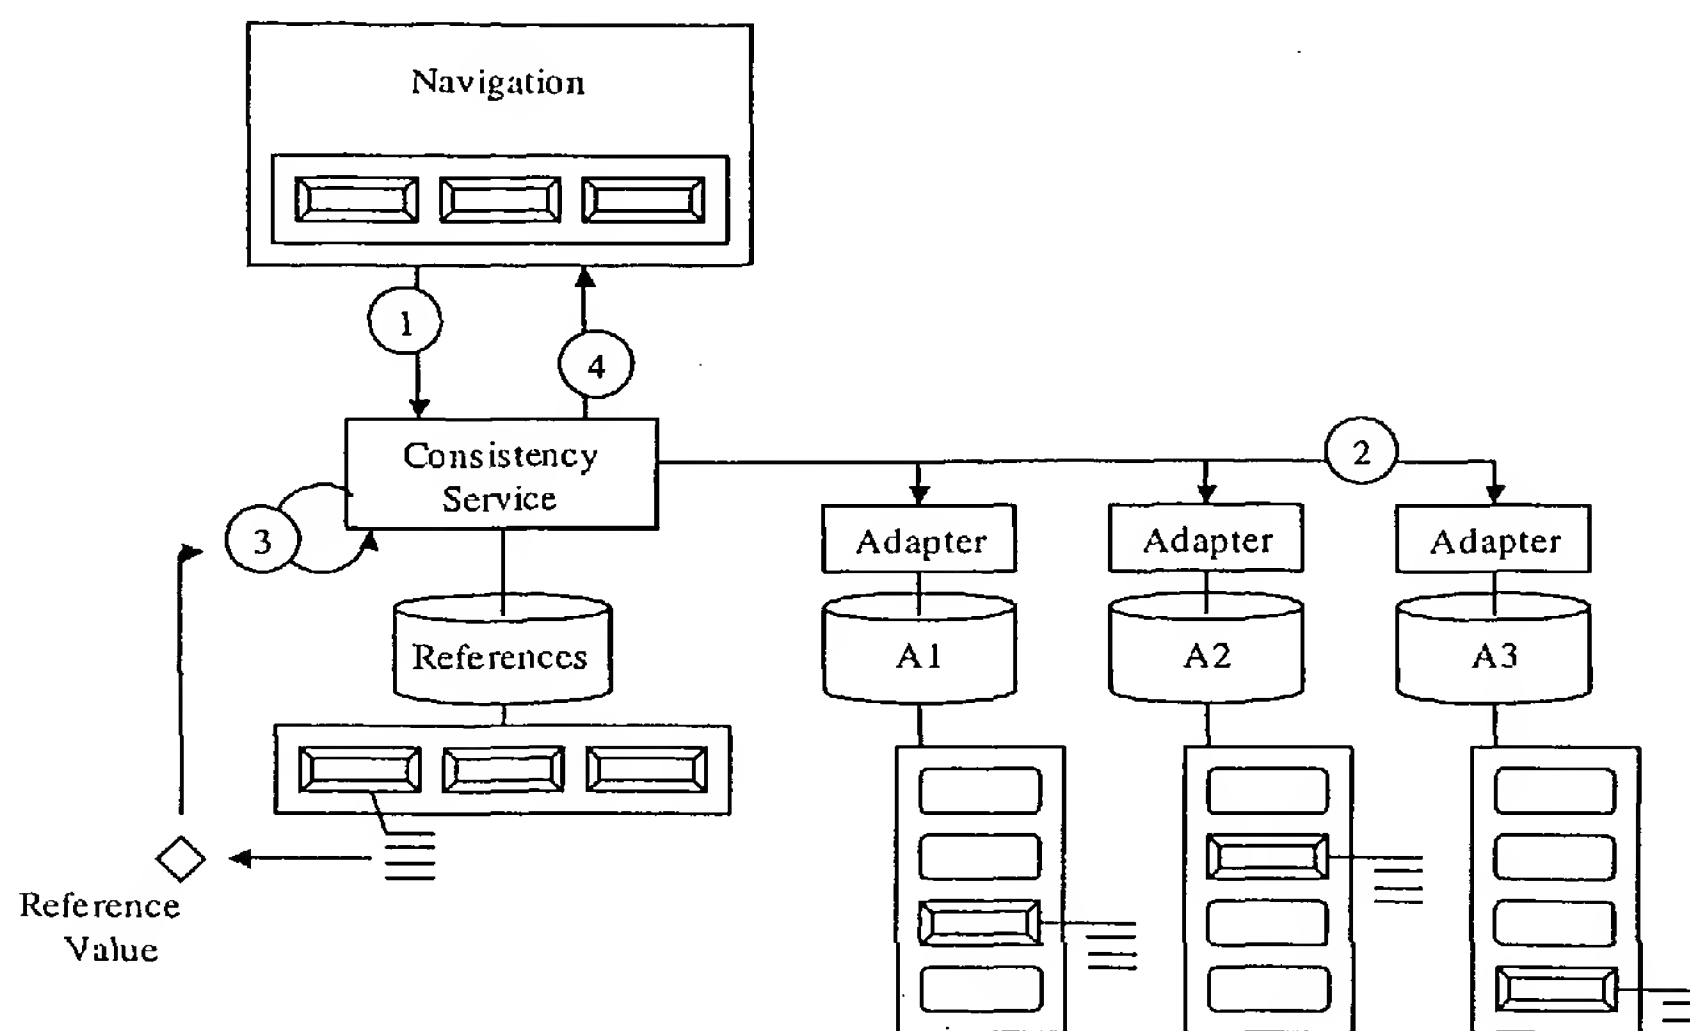 Navigation
1
4
Consistency
Service
2
3
Adapter
Adapter
Adapter
References
A1
A2
A3
Reference
Value